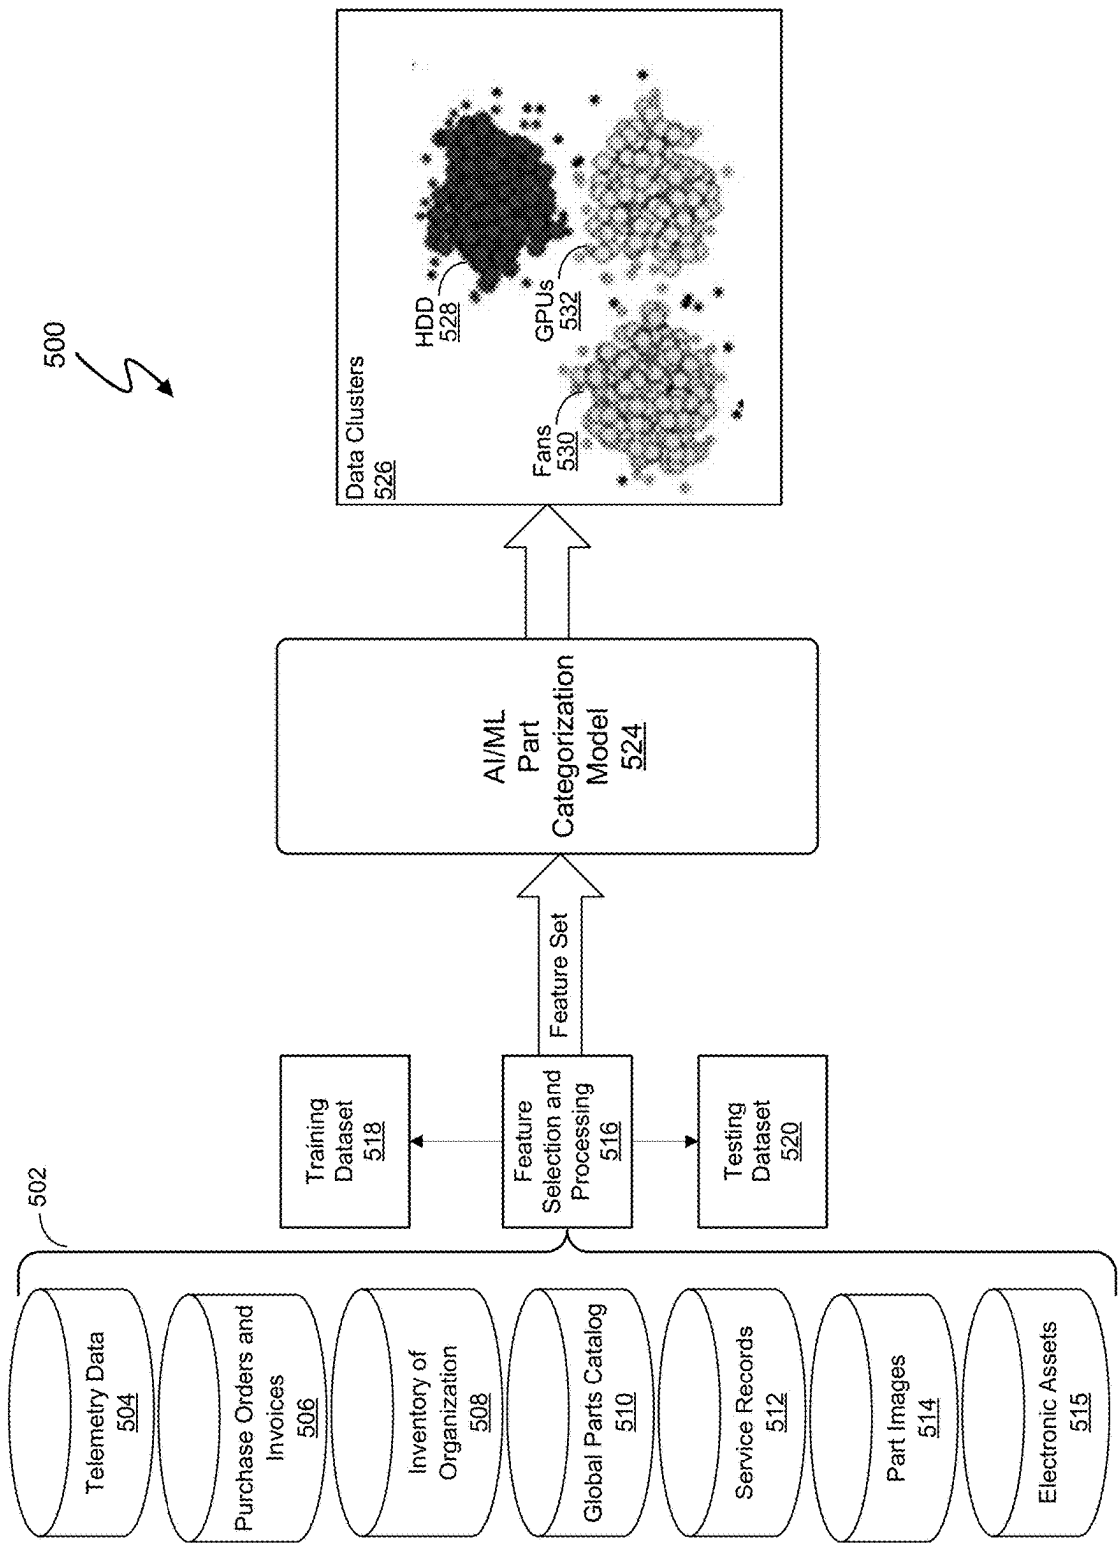 500
502
Telemetry Data
504
Purchase Orders and
Invoices
506
Inventory of
Organization
508
Global Parts Catalog
510
Service Records
512
Part Images
514
Electronic Assets
515
Training
Dataset
518
Feature
Selection and
Processing
516
Testing
Dataset
520
Feature Set
AI/ML
Part
Categorization
Model
524
Data Clusters
526
HDD
528
Fans
530
GPUs
532